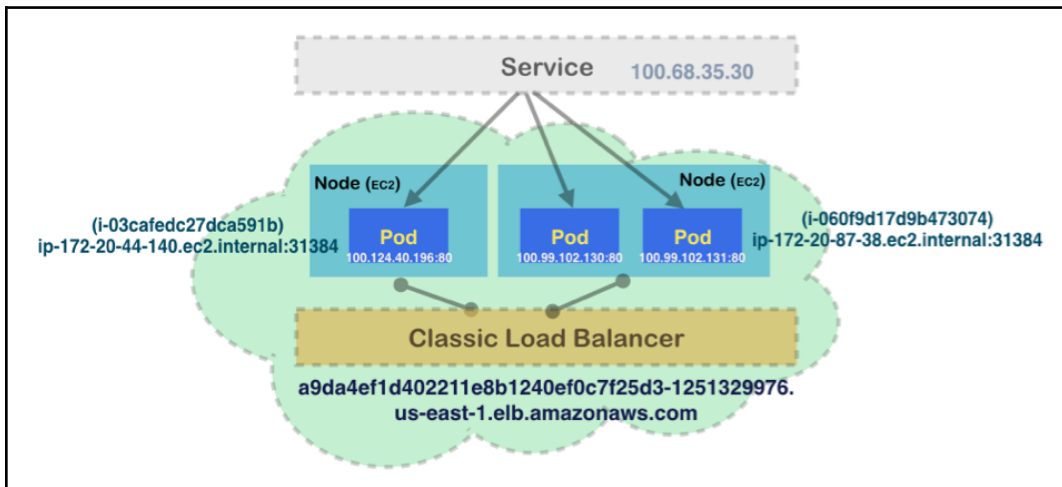 Service 100.68.35.30
Node (EC2)
Node (EC2)
(i-03cafedc27dca591b)
ip-172-20-44-140.ec2.internal:31384
(i-060f9d17d9b473074)
ip-172-20-87-38.ec2.internal:31384
Pod
100.124.40.196:80
Pod
100.99.102.130:80
Pod
100.99.102.131:80
Classic Load Balancer
a9da4ef1d402211e8b1240ef0c7f25d3-1251329976.
us-east-1.elb.amazonaws.com